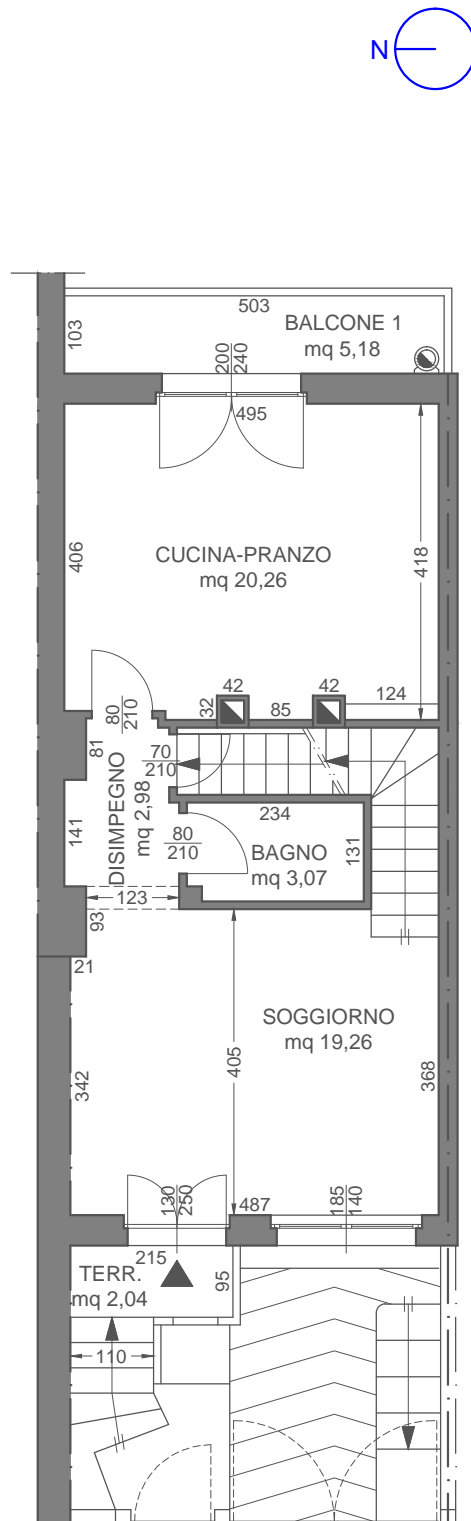 N
503
BALCONE 1
mq 5,18
103
200
240
495
406
CUCINA-PRANZO
mq 20,26
418
42
42
32
85
124
80
210
81
70
210
DISIMPEGNO
mq 2,98
141
234
80
210
BAGNO
mq 3,07
131
123
93
21
SOGGIORNO
mq 19,26
405
342
368
130
250
487
185
140
215
TERR.
mq 2,04
95
110